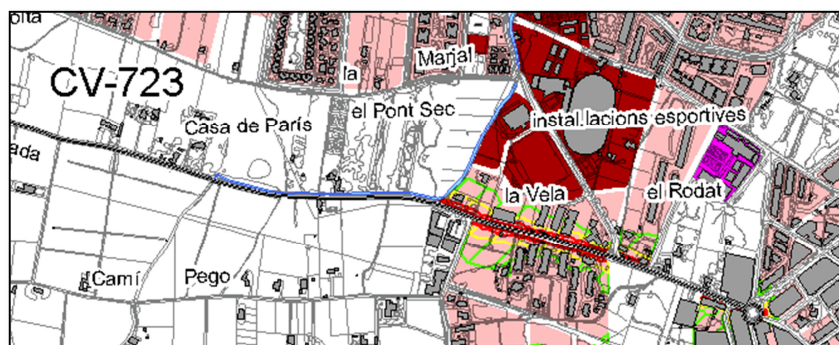 olta
la
Marjal
CV-723
Casa de París
el Pont Sec
instal.lacions esportives
ada
la Vela
el Rodat
Camí
Pego